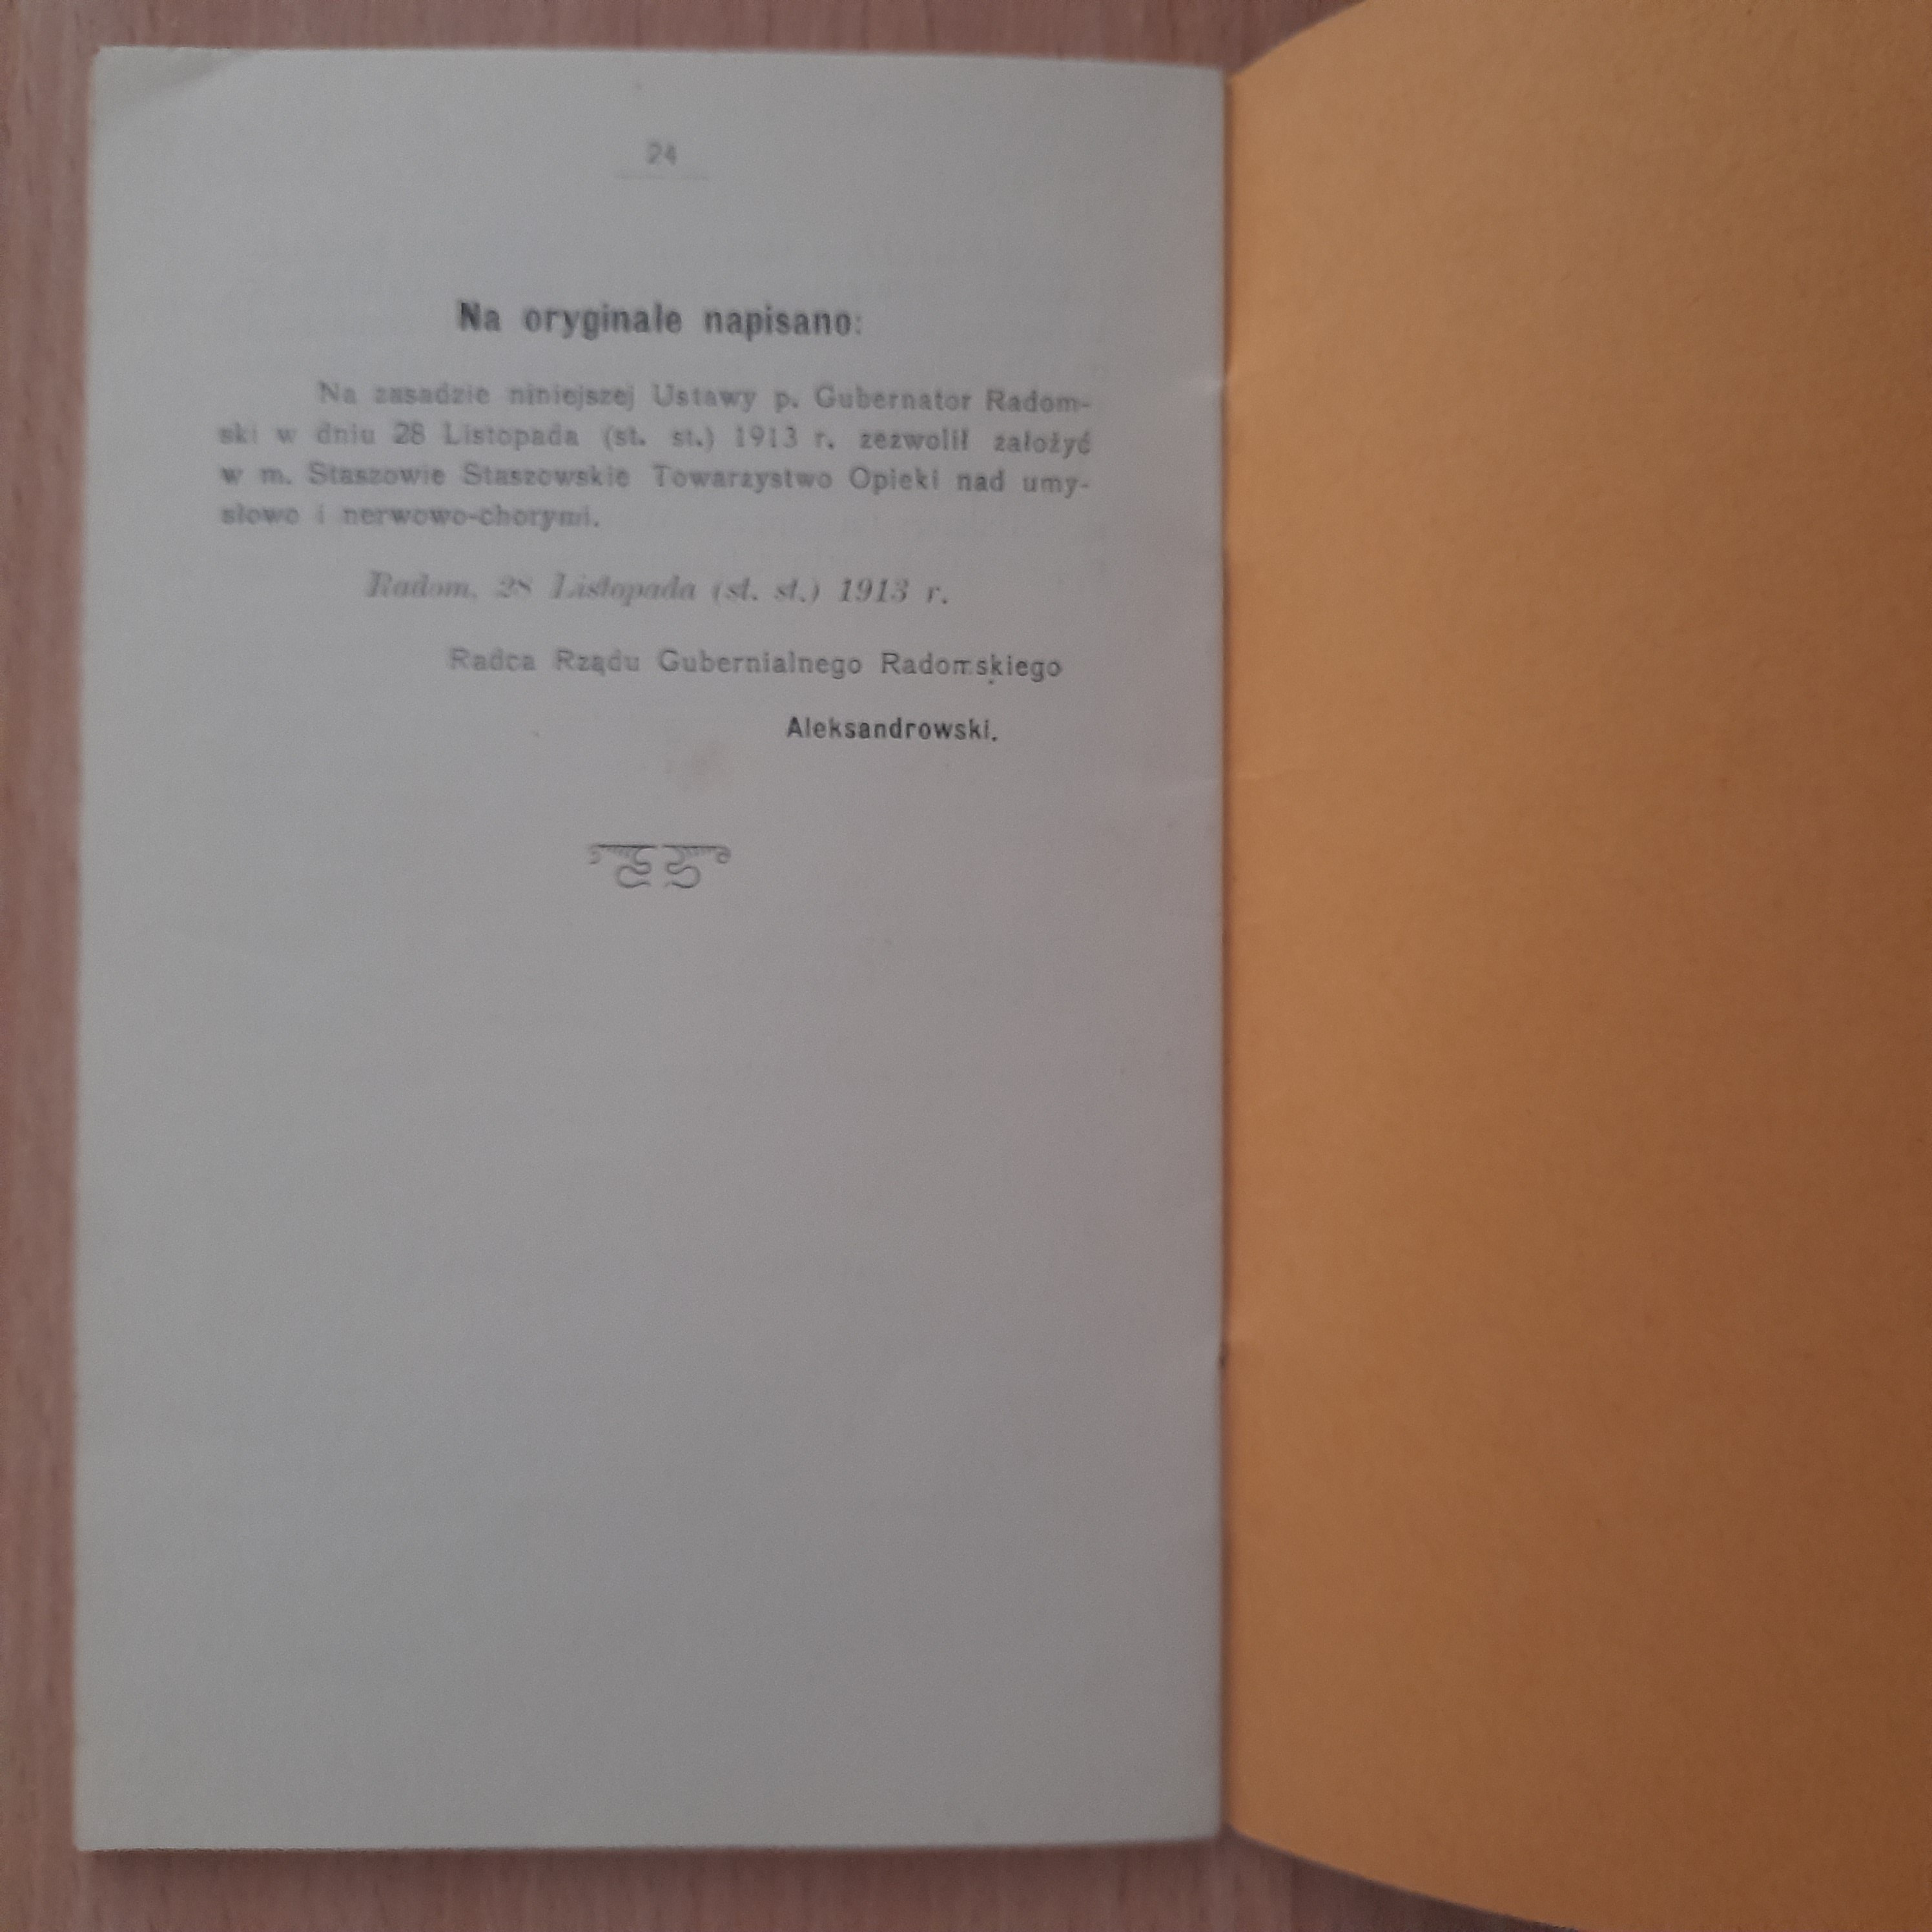 24
Na oryginale napisano:
Na zasadzie niniejszej Ustawy p. Gubernator Radom-
ski w dniu 28 Listopada (st. st.) 1913 r. zezwolił założyć
w m. Staszowie Staszowskie Towarzystwo Opieki nad umy-
słowo i nerwowo-chorymi.
Radom, 28 Listopada (st. st.) 1913 r.
Radca Rządu Gubernialnego Radomskiego
Aleksandrowski.